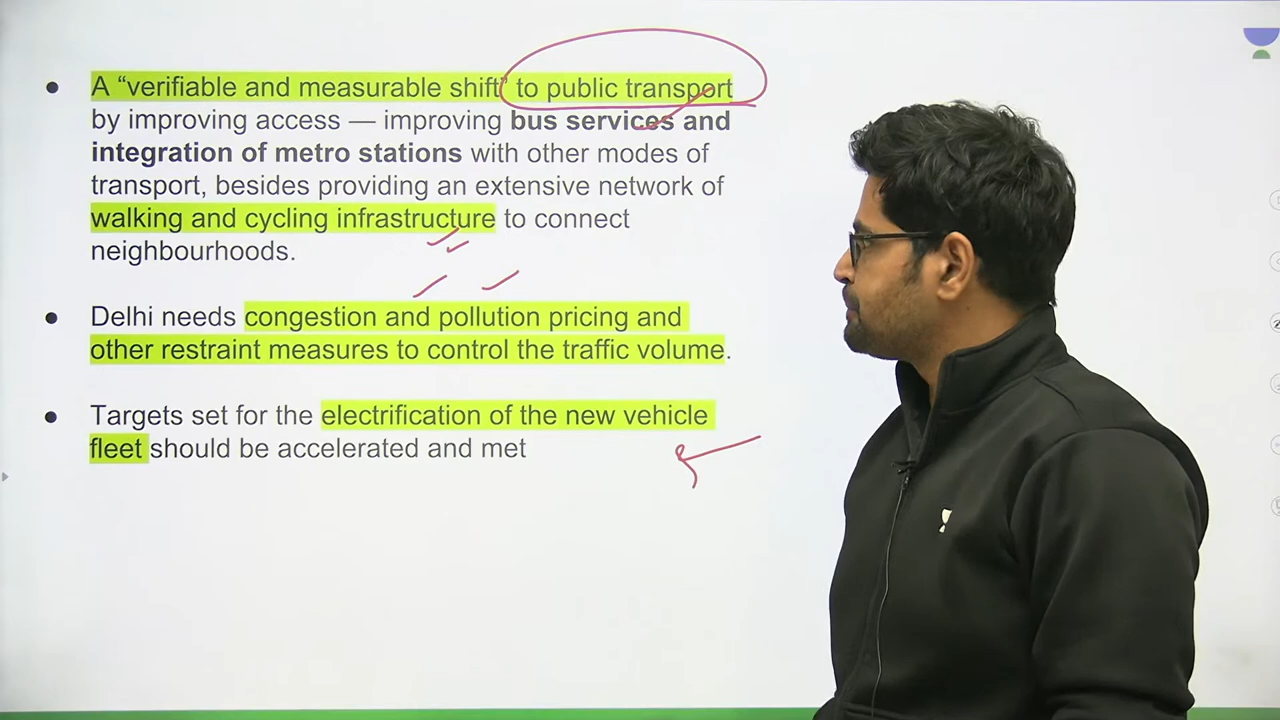 • A “verifiable and measurable shift” to public transport
by improving access — improving bus services and
integration of metro stations with other modes of
transport, besides providing an extensive network of
walking and cycling infrastructure to connect
neighbourhoods.
• Delhi needs congestion and pollution pricing and
other restraint measures to control the traffic volume.
• Targets set for the electrification of the new vehicle
fleet should be accelerated and met